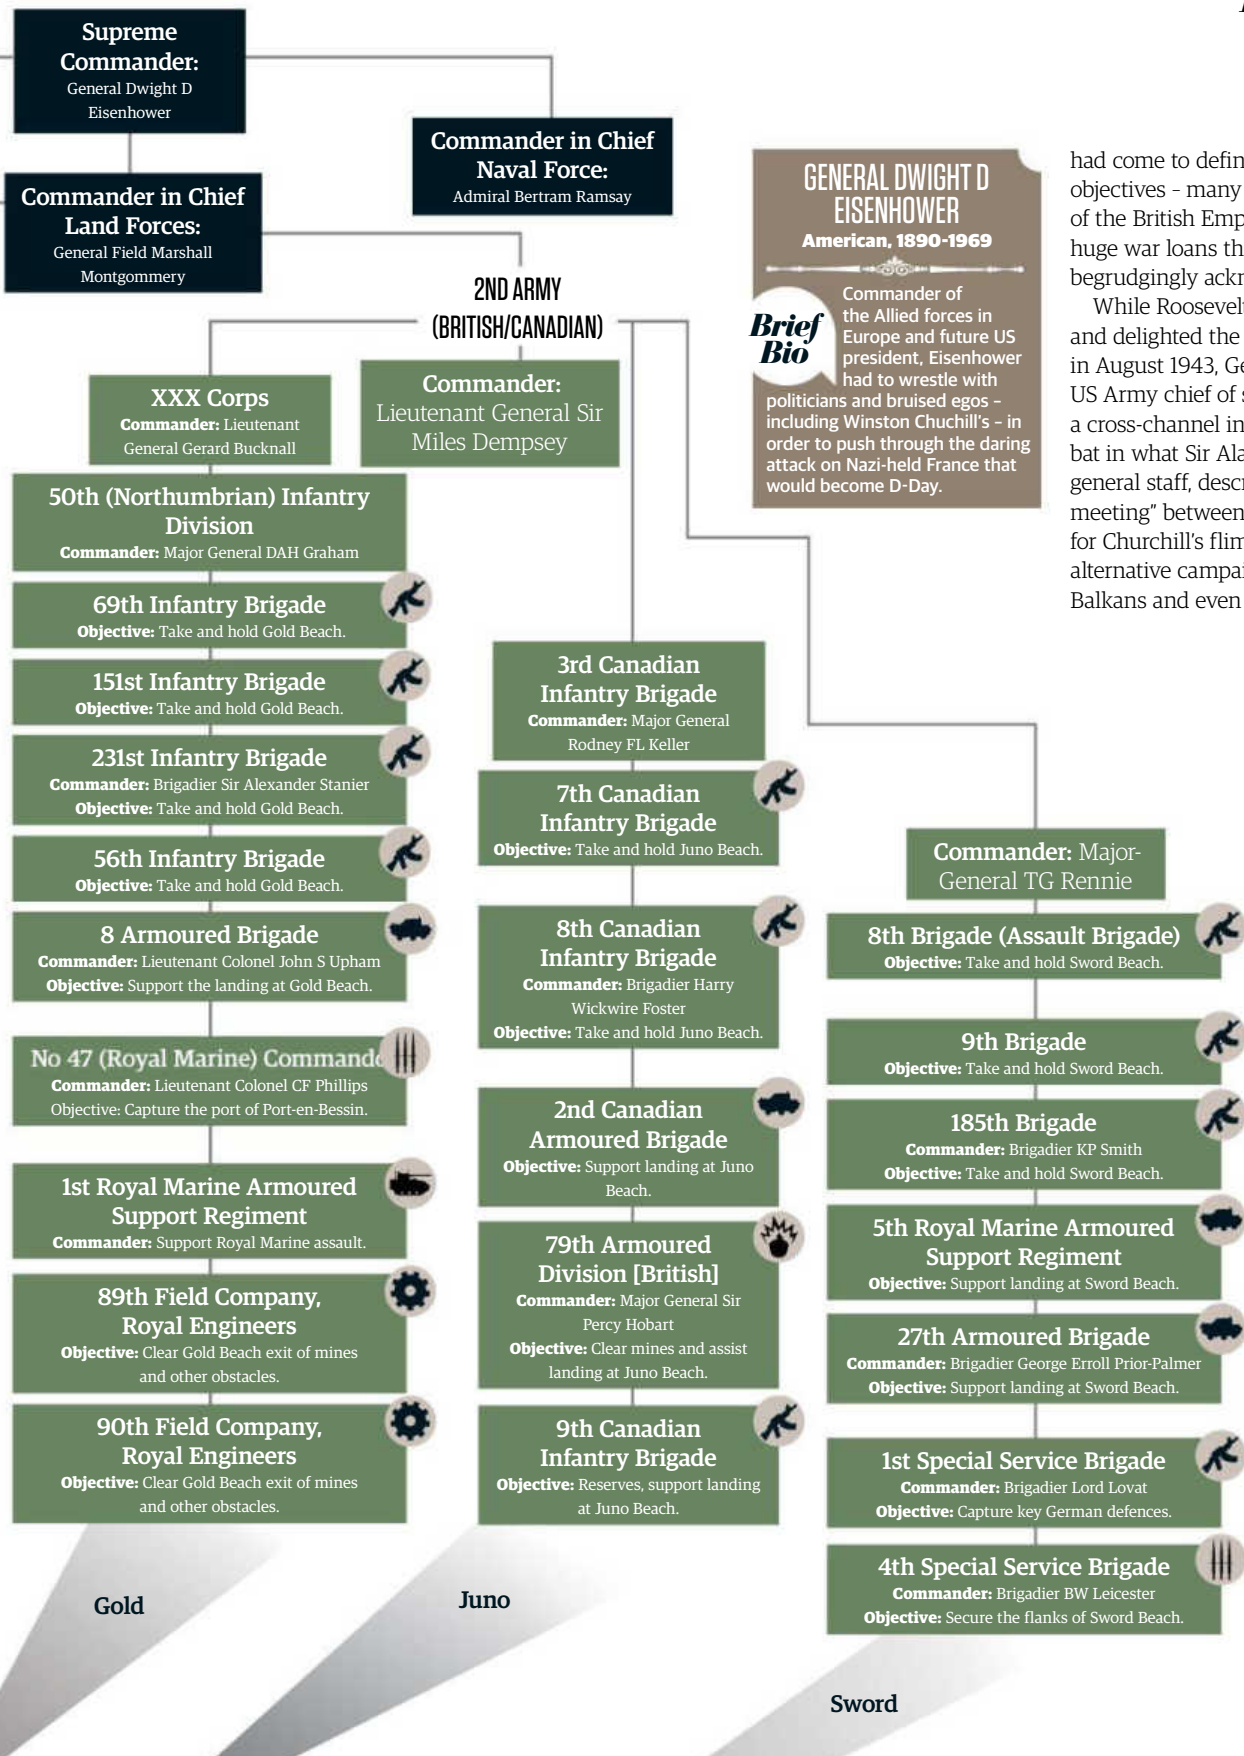 Supreme
Commander:
General Dwight D
Eisenhower
Commander in Chief
Naval Force:
Admiral Bertram Ramsay
Commander in Chief
Land Forces:
General Field Marshall
Montgommery
2ND ARMY
(BRITISH/CANADIAN)
Commander:
Lieutenant General Sir
Miles Dempsey
XXX Corps
Commander: Lieutenant
General Gerard Bucknall
50th (Northumbrian) Infantry
Division
Commander: Major General DAH Graham
69th Infantry Brigade
Objective: Take and hold Gold Beach.
151st Infantry Brigade
Objective: Take and hold Gold Beach.
231st Infantry Brigade
Commander: Brigadier Sir Alexander Stanier
Objective: Take and hold Gold Beach.
56th Infantry Brigade
Objective: Take and hold Gold Beach.
8 Armoured Brigade
Commander: Lieutenant Colonel John S Upham
Objective: Support the landing at Gold Beach.
No 47 (Royal Marine) Commando
Commander: Lieutenant Colonel CF Phillips
Objective: Capture the port of Port-en-Bessin.
1st Royal Marine Armoured
Support Regiment
Commander: Support Royal Marine assault.
89th Field Company,
Royal Engineers
Objective: Clear Gold Beach exit of mines
and other obstacles.
90th Field Company,
Royal Engineers
Objective: Clear Gold Beach exit of mines
and other obstacles.
Gold
3rd Canadian
Infantry Brigade
Commander: Major General
Rodney FL Keller
7th Canadian
Infantry Brigade
Objective: Take and hold Juno Beach.
8th Canadian
Infantry Brigade
Commander: Brigadier Harry
Wickwire Foster
Objective: Take and hold Juno Beach.
2nd Canadian
Armoured Brigade
Objective: Support landing at Juno
Beach.
79th Armoured
Division [British]
Commander: Major General Sir
Percy Hobart
Objective: Clear mines and assist
landing at Juno Beach.
9th Canadian
Infantry Brigade
Objective: Reserves, support landing
at Juno Beach.
Juno
Commander: Major-
General TG Rennie
8th Brigade (Assault Brigade)
Objective: Take and hold Sword Beach.
9th Brigade
Objective: Take and hold Sword Beach.
185th Brigade
Commander: Brigadier KP Smith
Objective: Take and hold Sword Beach.
5th Royal Marine Armoured
Support Regiment
Objective: Support landing at Sword Beach.
27th Armoured Brigade
Commander: Brigadier George Erroll Prior-Palmer
Objective: Support landing at Sword Beach.
1st Special Service Brigade
Commander: Brigadier Lord Lovat
Objective: Capture key German defences.
4th Special Service Brigade
Commander: Brigadier BW Leicester
Objective: Secure the flanks of Sword Beach.
Sword
GENERAL DWIGHT D
EISENHOWER
American, 1890-1969
Brief
Bio
Commander of
the Allied forces in
Europe and future US
president, Eisenhower
had to wrestle with
politicians and bruised egos –
including Winston Chuchill's – in
order to push through the daring
attack on Nazi-held France that
would become D-Day.
had come to defin
objectives – many
of the British Emp
huge war loans th
begrudgingly ackn
While Roosevel
and delighted the
in August 1943, Ge
US Army chief of s
a cross-channel in
bat in what Sir Ala
general staff, descr
meeting" between
for Churchill's flim
alternative campai
Balkans and even